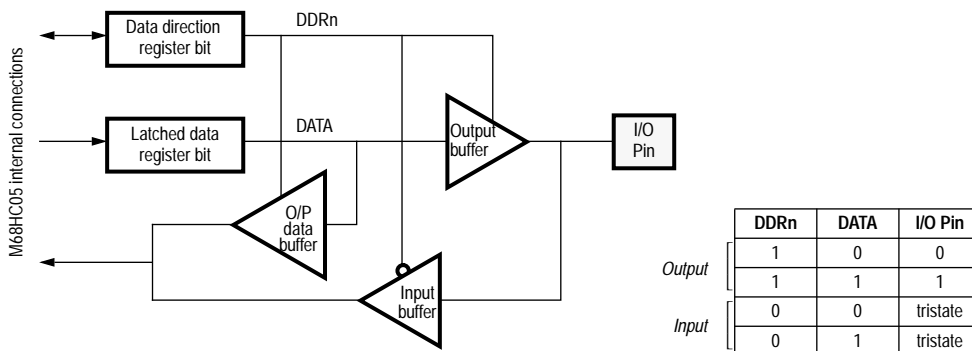 M68HC05 internal connections
Data direction
register bit
DDRn
Latched data
register bit
DATA
Output
buffer
I/O
Pin
O/P
data
buffer
Input
buffer
DDRn DATA I/O Pin
Output
1 0 0
1 1 1
Input
0 0 tristate
0 1 tristate